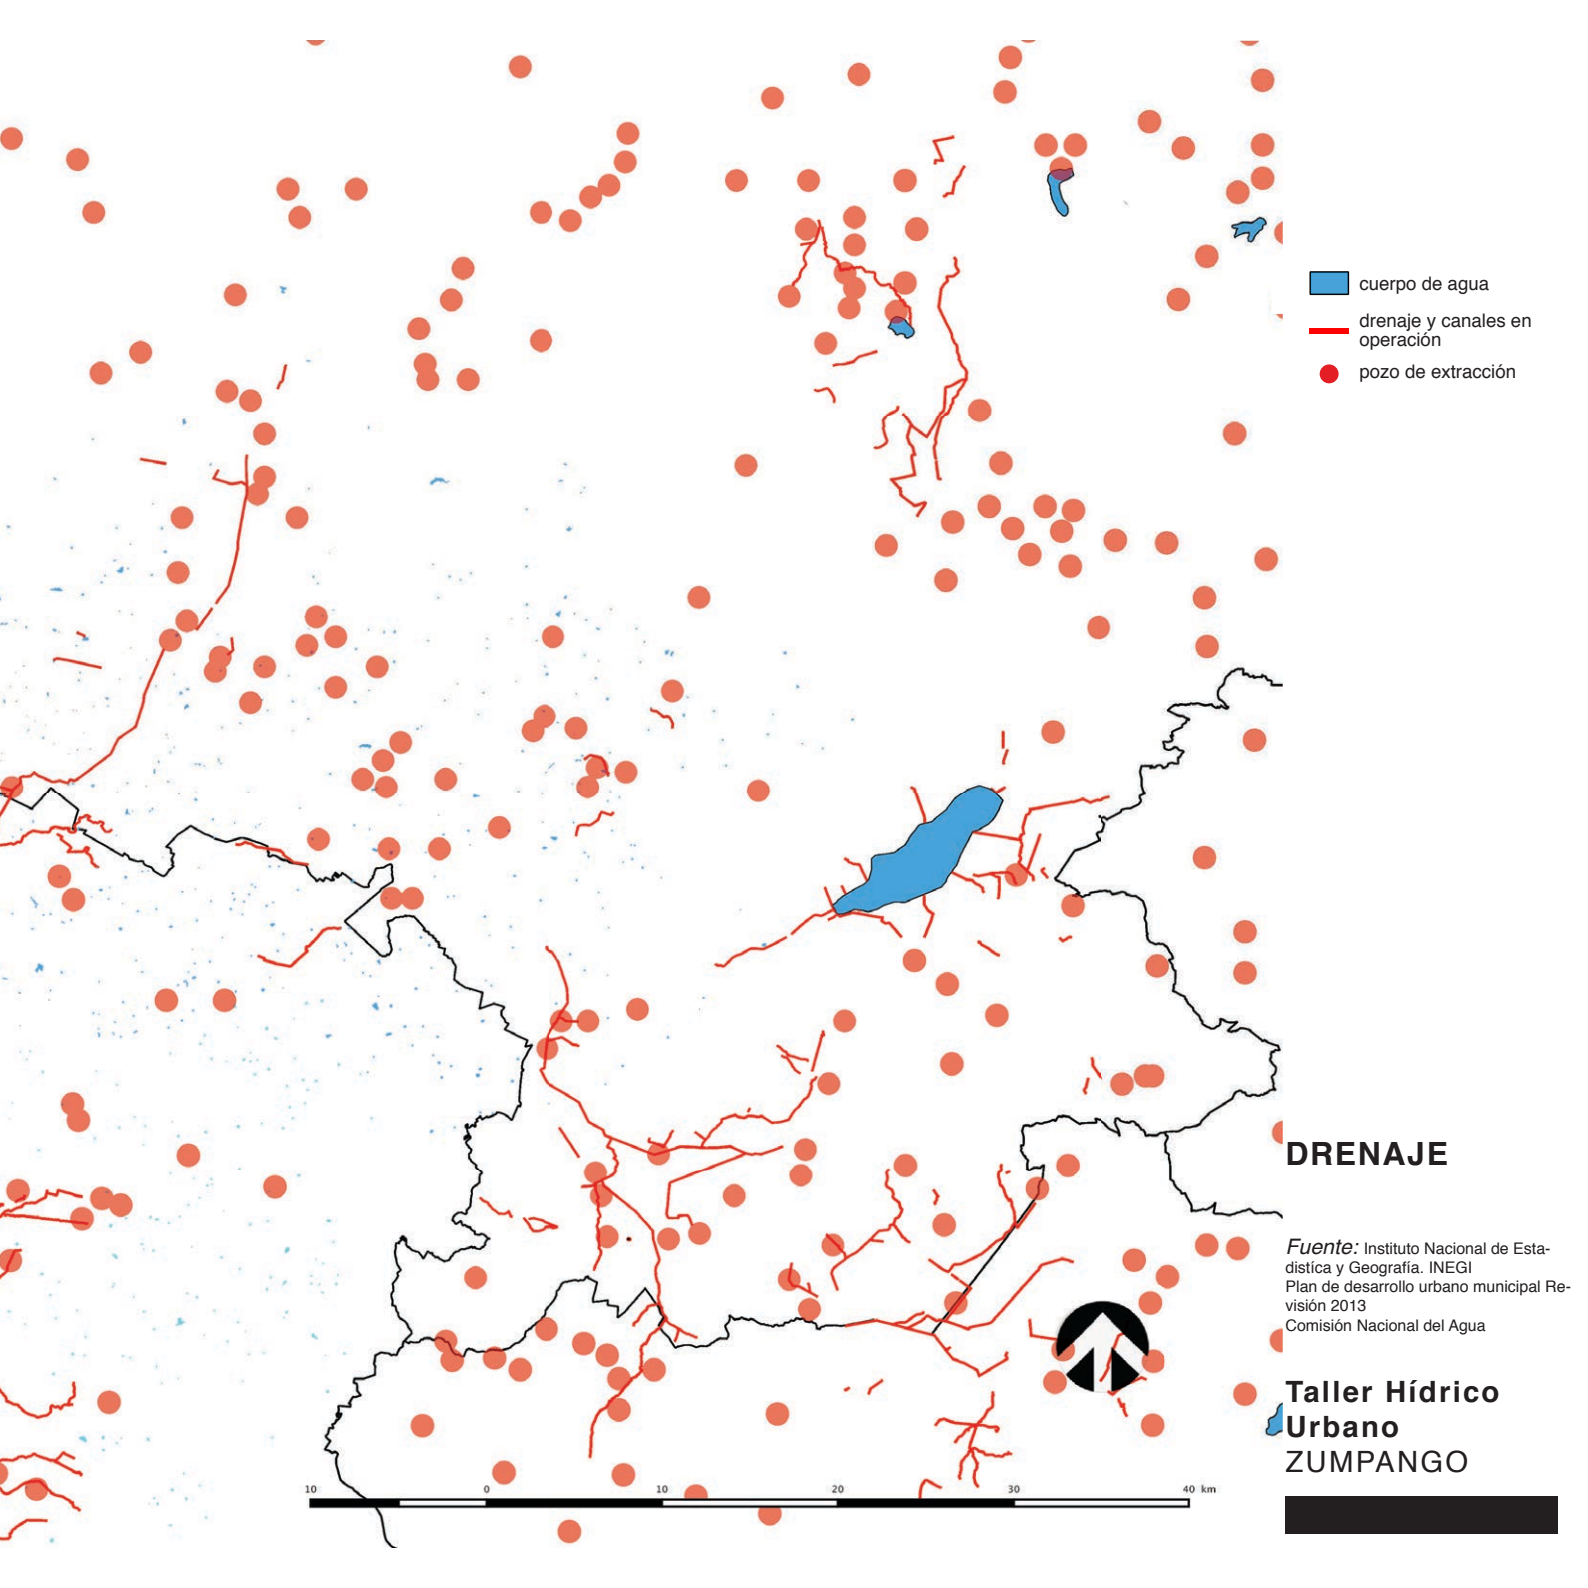 cuerpo de agua
drenaje y canales en
operación
pozo de extracción
DRENAJE
Fuente: Instituto Nacional de Esta-
distíca y Geografía. INEGI
Plan de desarrollo urbano municipal Re-
visión 2013
Comisión Nacional del Agua
Taller Hídrico
Urbano
ZUMPANGO
10 0 10 20 30 40 km